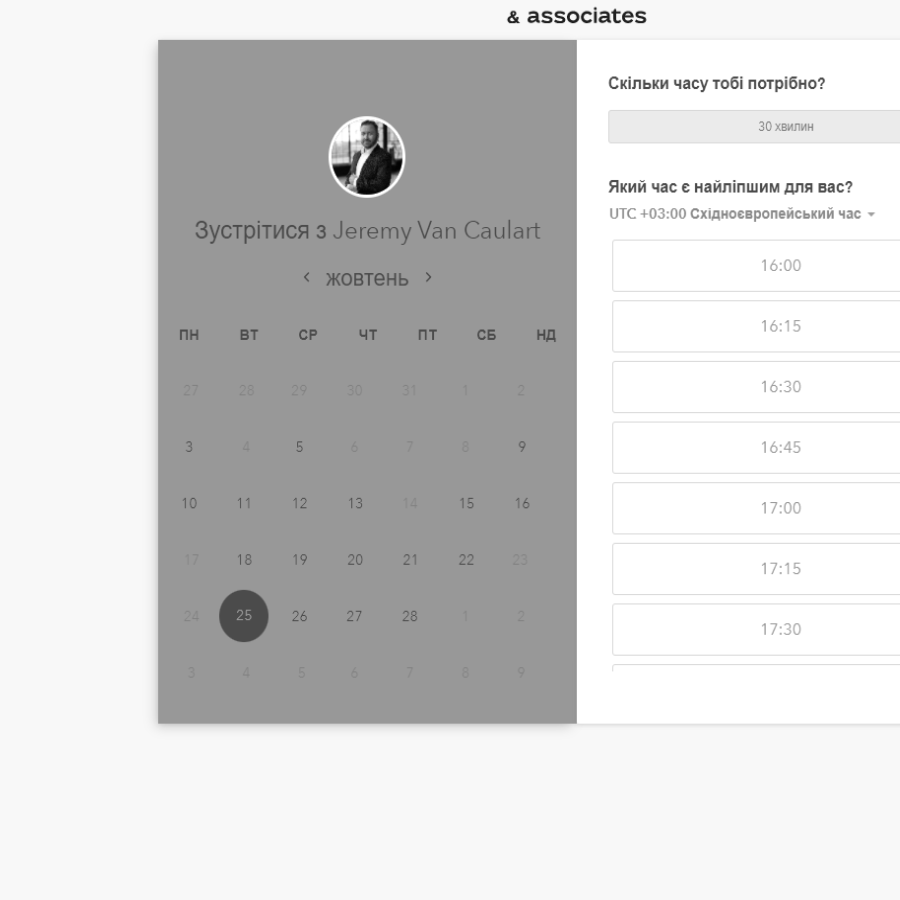 & associates
Зустрітися з Jeremy Van Caulart
жовтень
ПН ВТ СР ЧТ ПТ СБ НД
27 28 29 30 31 1 2
3 4 5 6 7 8 9
10 11 12 13 14 15 16
17 18 19 20 21 22 23
24 25 26 27 28 1 2
3 4 5 6 7 8 9
Скільки часу тобі потрібно?
30 хвилин
Який час є найліпшим для вас?
UTC +03:00 Східноєвропейський час
16:00
16:15
16:30
16:45
17:00
17:15
17:30